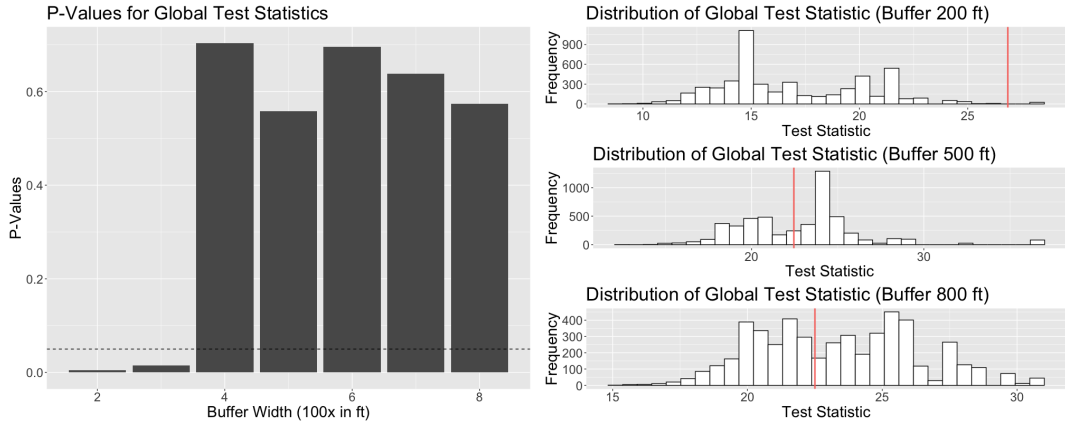 P-Values for Global Test Statistics
P-Values
0.6
0.4
0.2
0.0
2 4 6 8
Buffer Width (100x in ft)
Distribution of Global Test Statistic (Buffer 200 ft)
Frequency
900
600
300
0
10 15 20 25
Test Statistic
Distribution of Global Test Statistic (Buffer 500 ft)
Frequency
1000
500
0
20 30
Test Statistic
Distribution of Global Test Statistic (Buffer 800 ft)
Frequency
400
300
200
100
0
15 20 25 30
Test Statistic